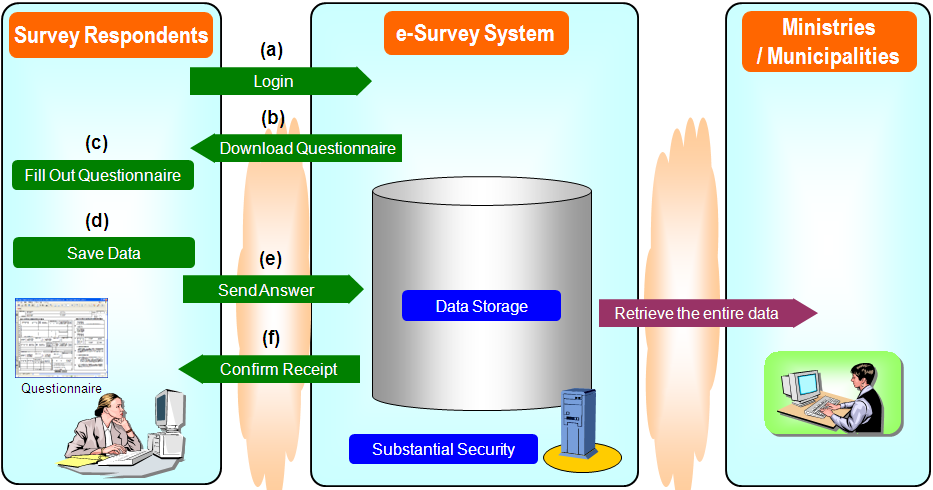 Survey Respondents
e-Survey System
Ministries
/ Municipalities
(a)
Login
(b)
Download Questionnaire
(c)
Fill Out Questionnaire
(d)
Save Data
(e)
Send Answer
Data Storage
Retrieve the entire data
(f)
Confirm Receipt
Questionnaire
Substantial Security